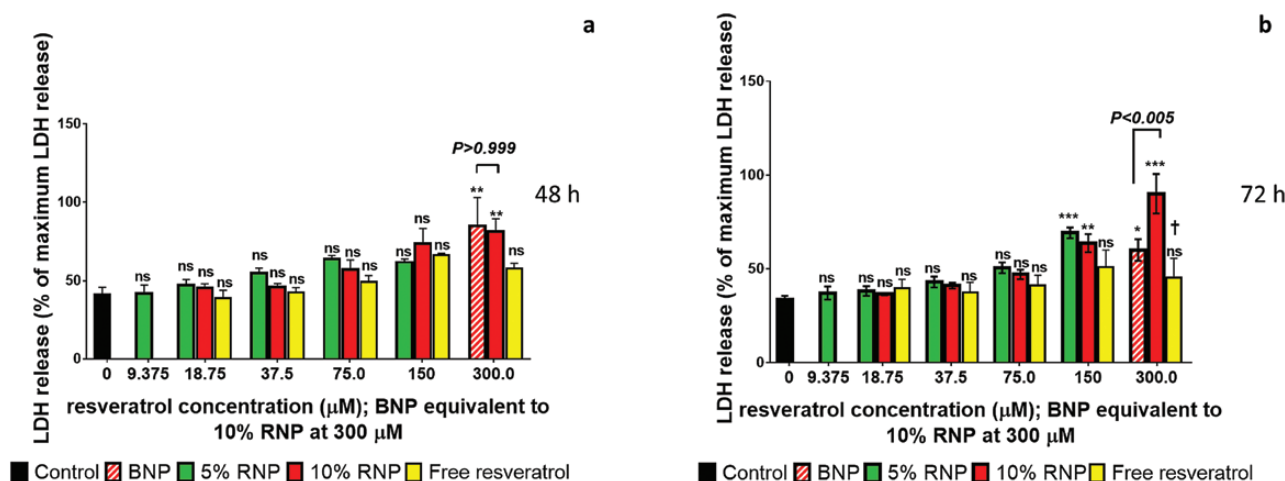 a
LDH release (% of maximum LDH release)
150
100
50
0
P>0.999
48 h
ns
ns ns ns
ns ns ns
ns ns ns
ns ns ns
** ** ns
0 9.375 18.75 37.5 75.0 150 300.0
resveratrol concentration (μM); BNP equivalent to
10% RNP at 300 μM
Control BNP 5% RNP 10% RNP Free resveratrol
b
LDH release (% of maximum LDH release)
150
100
50
0
P<0.005
72 h
ns
ns ns ns
ns ns ns
ns ns ns
*** ** ns
* *** †
ns
0 9.375 18.75 37.5 75.0 150 300.0
resveratrol concentration (μM); BNP equivalent to
10% RNP at 300 μM
Control BNP 5% RNP 10% RNP Free resveratrol